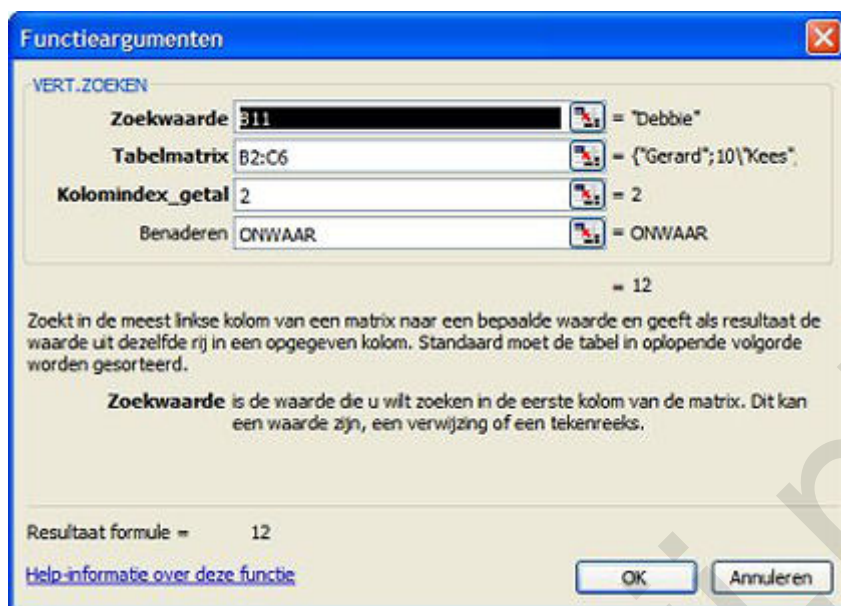 Functieargumenten
VERT.ZOEKEN
Zoekwaarde B11 = "Debbie"
Tabelmatrix B2:C6 = {"Gerard";10\"Kees";
Kolomindex_getal 2 = 2
Benaderen ONWAAR = ONWAAR
= 12
Zoekt in de meest linkse kolom van een matrix naar een bepaalde waarde en geeft als resultaat de
waarde uit dezelfde rij in een opgegeven kolom. Standaard moet de tabel in oplopende volgorde
worden gesorteerd.
Zoekwaarde is de waarde die u wilt zoeken in de eerste kolom van de matrix. Dit kan
een waarde zijn, een verwijzing of een tekenreeks.
Resultaat formule = 12
Help-informatie over deze functie OK Annuleren